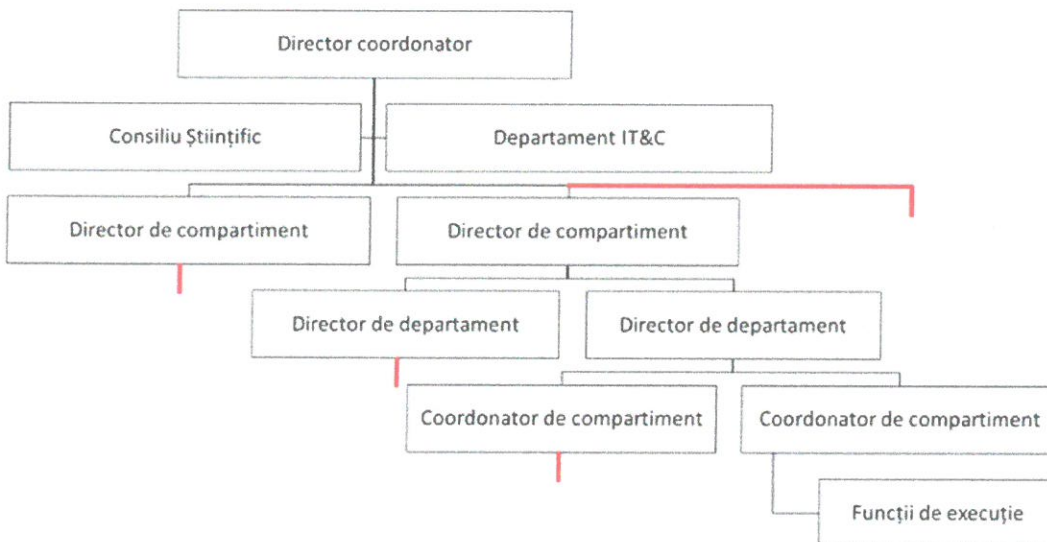 Director coordonator
Consiliu Științific
Departament IT&C
Director de compartiment
Director de compartiment
Director de departament
Director de departament
Coordonator de compartiment
Coordonator de compartiment
Funcții de execuție